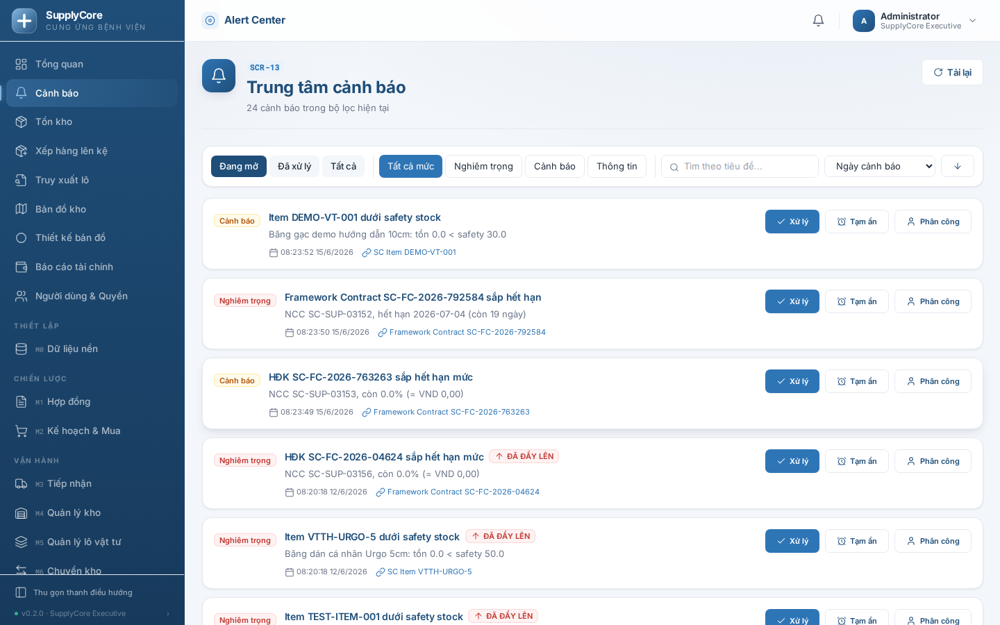 SupplyCore
CUNG ỨNG BỆNH VIỆN
Tổng quan
Cảnh báo
Tồn kho
Xếp hàng lên kệ
Truy xuất lô
Bản đồ kho
Thiết kế bản đồ
Báo cáo tài chính
Người dùng & Quyền
THIẾT LẬP
M0 Dữ liệu nền
CHIẾN LƯỢC
M1 Hợp đồng
M2 Kế hoạch & Mua
VẬN HÀNH
M3 Tiếp nhận
M4 Quản lý kho
M5 Quản lý lô vật tư
M6 Chuyển kho
Thu gọn thanh điều hướng
v0.2.0 · SupplyCore Executive
Alert Center
A
Administrator
SupplyCore Executive
SCR-13
Trung tâm cảnh báo
24 cảnh báo trong bộ lọc hiện tại
Tải lại
Đang mở Đã xử lý Tất cả Tất cả mức Nghiêm trọng Cảnh báo Thông tin Tìm theo tiêu đề... Ngày cảnh báo
Cảnh báo Item DEMO-VT-001 dưới safety stock
Băng gạc demo hướng dẫn 10cm: tồn 0.0 < safety 30.0
08:23:52 15/6/2026 SC Item DEMO-VT-001
Xử lý Tạm ẩn Phân công
Nghiêm trọng Framework Contract SC-FC-2026-792584 sắp hết hạn
NCC SC-SUP-03152, hết hạn 2026-07-04 (còn 19 ngày)
08:23:50 15/6/2026 Framework Contract SC-FC-2026-792584
Xử lý Tạm ẩn Phân công
Cảnh báo HĐK SC-FC-2026-763263 sắp hết hạn mức
NCC SC-SUP-03153, còn 0.0% (= VND 0,00)
08:23:49 15/6/2026 Framework Contract SC-FC-2026-763263
Xử lý Tạm ẩn Phân công
Nghiêm trọng HĐK SC-FC-2026-04624 sắp hết hạn mức ĐÃ ĐẨY LÊN
NCC SC-SUP-03156, còn 0.0% (= VND 0,00)
08:20:18 12/6/2026 Framework Contract SC-FC-2026-04624
Xử lý Tạm ẩn Phân công
Nghiêm trọng Item VTTH-URGO-5 dưới safety stock ĐÃ ĐẨY LÊN
Băng dán cá nhân Urgo 5cm: tồn 0.0 < safety 50.0
08:20:18 12/6/2026 SC Item VTTH-URGO-5
Xử lý Tạm ẩn Phân công
Nghiêm trọng Item TEST-ITEM-001 dưới safety stock ĐÃ ĐẨY LÊN
Xử lý Tạm ẩn Phân công